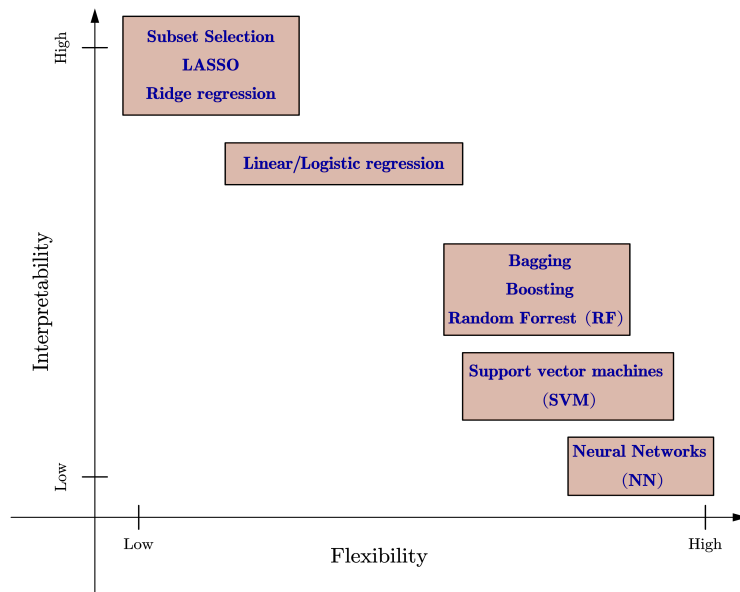 High
Subset Selection
LASSO
Ridge regression
Linear/Logistic regression
Interpretability
Bagging
Boosting
Random Forrest (RF)
Support vector machines
(SVM)
Neural Networks
(NN)
Low
Low
Flexibility
High